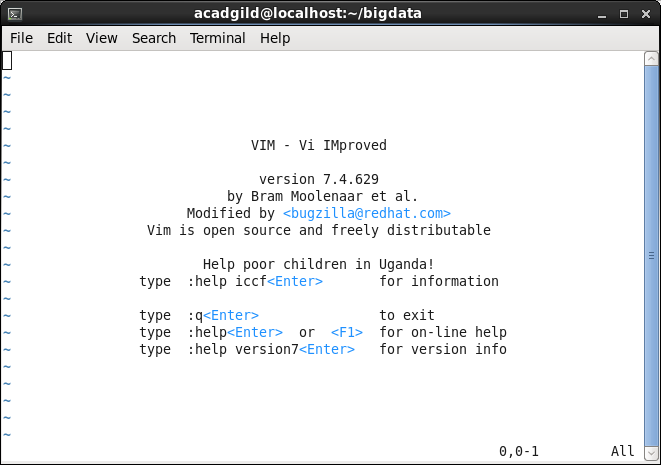 acadgild@localhost:~/bigdata
File Edit View Search Terminal Help
~
~
~
~
VIM - Vi IMproved
~
~
version 7.4.629
~
by Bram Moolenaar et al.
~
Modified by <bugzilla@redhat.com>
~
Vim is open source and freely distributable
~
~
Help poor children in Uganda!
~
type :help iccf<Enter> for information
~
~
type :q<Enter> to exit
~
type :help<Enter> or <F1> for on-line help
~
type :help version7<Enter> for version info
~
~
~
~
~
~
0,0-1 All